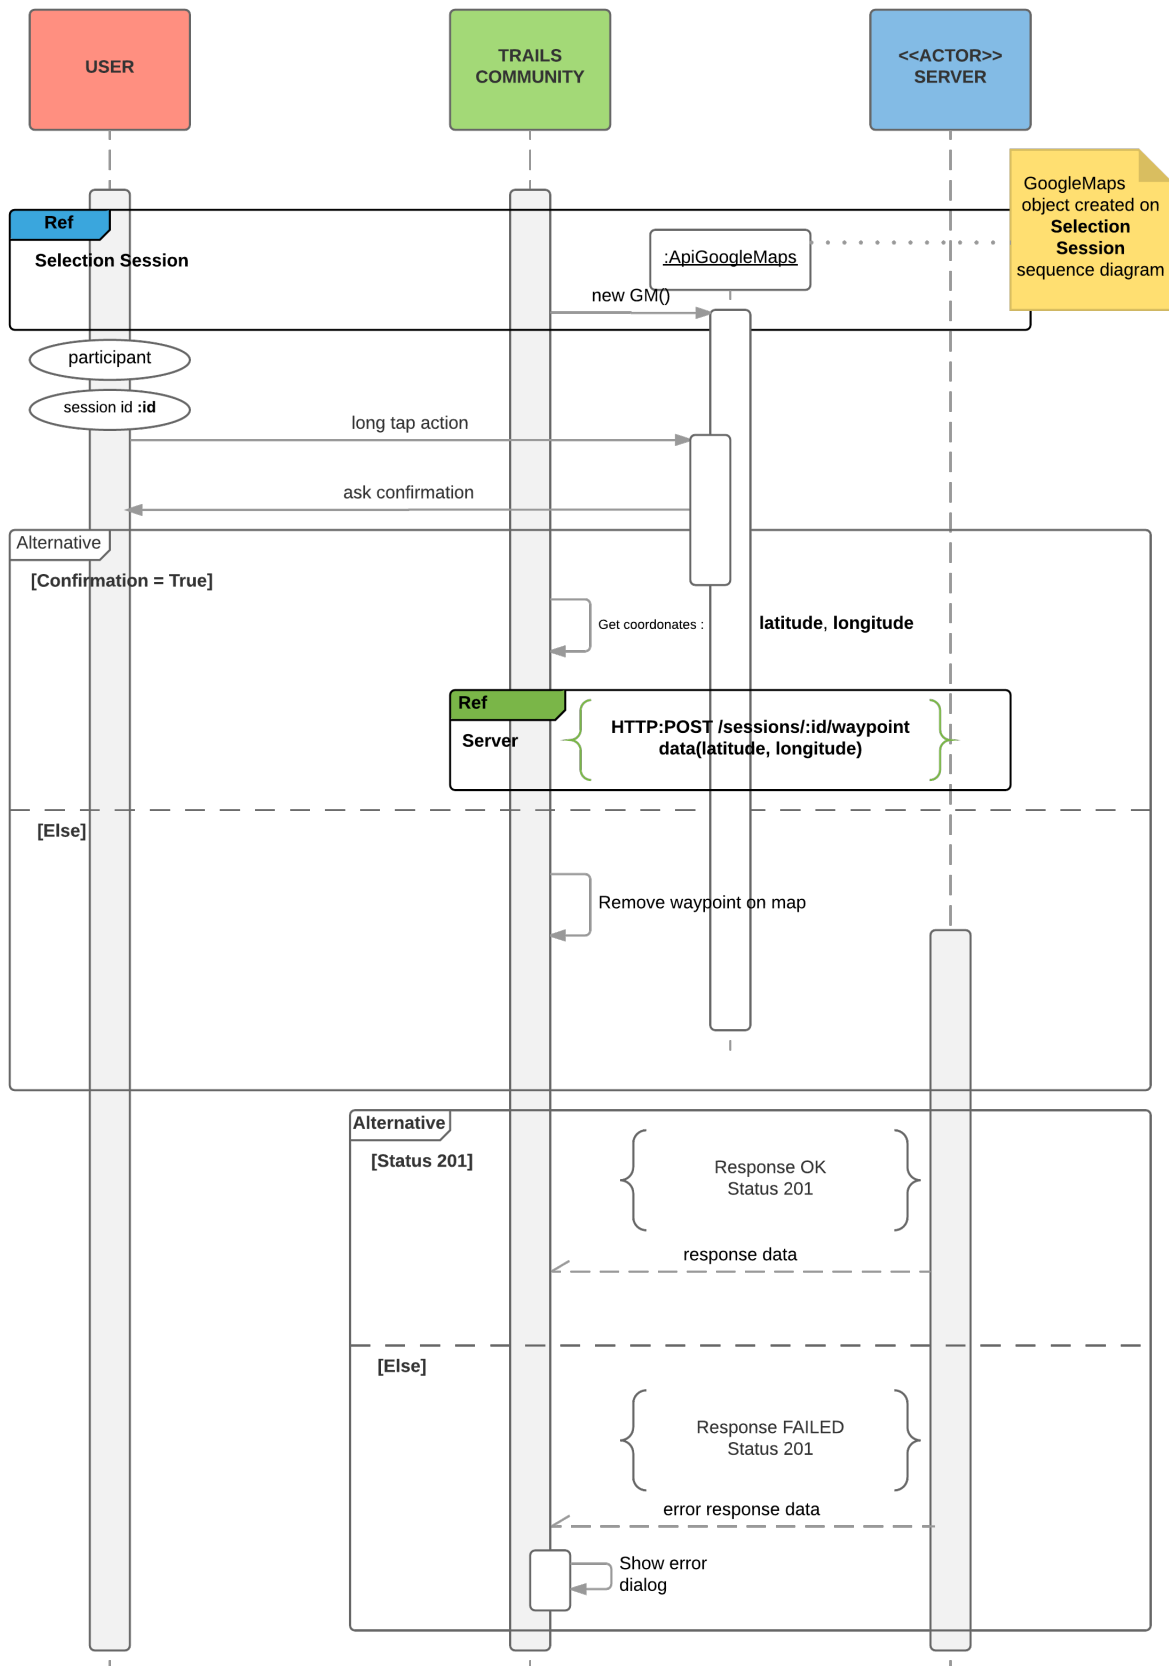 USER
TRAILS
COMMUNITY
<<ACTOR>>
SERVER
GoogleMaps
object created on
Selection
Session
sequence diagram
Ref
Selection Session
:ApiGoogleMaps
new GM()
participant
session id :id
long tap action
ask confirmation
Alternative
[Confirmation = True]
Get coordonates :
latitude, longitude
Ref
Server
HTTP:POST /sessions/:id/waypoint
data(latitude, longitude)
[Else]
Remove waypoint on map
Alternative
[Status 201]
Response OK
Status 201
response data
[Else]
Response FAILED
Status 201
error response data
Show error
dialog